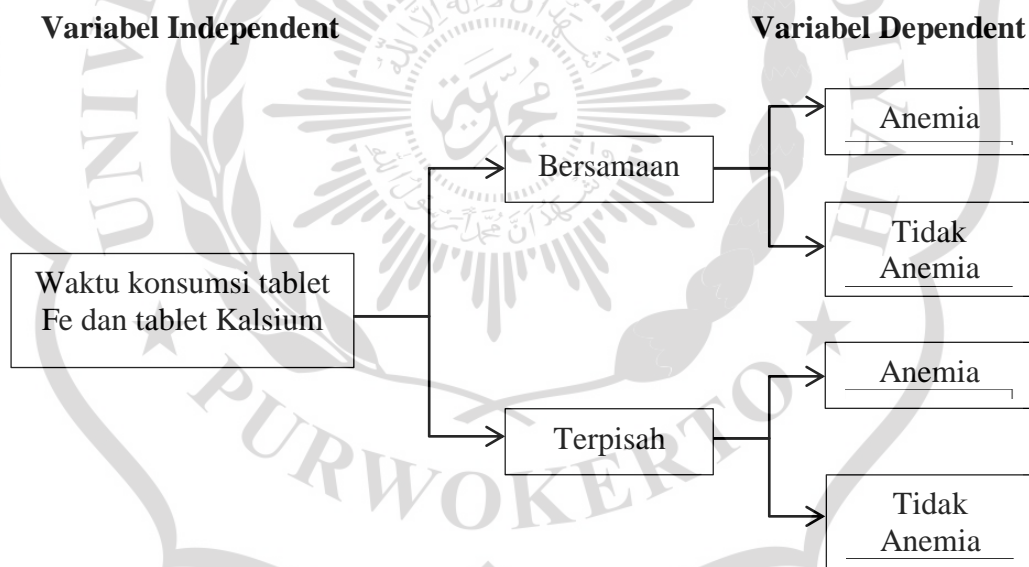 Variabel Independent
Variabel Dependent
Anemia
Bersamaan
Tidak
Anemia
Waktu konsumsi tablet
Fe dan tablet Kalsium
Anemia
Terpisah
Tidak
Anemia
PURWOKERTO